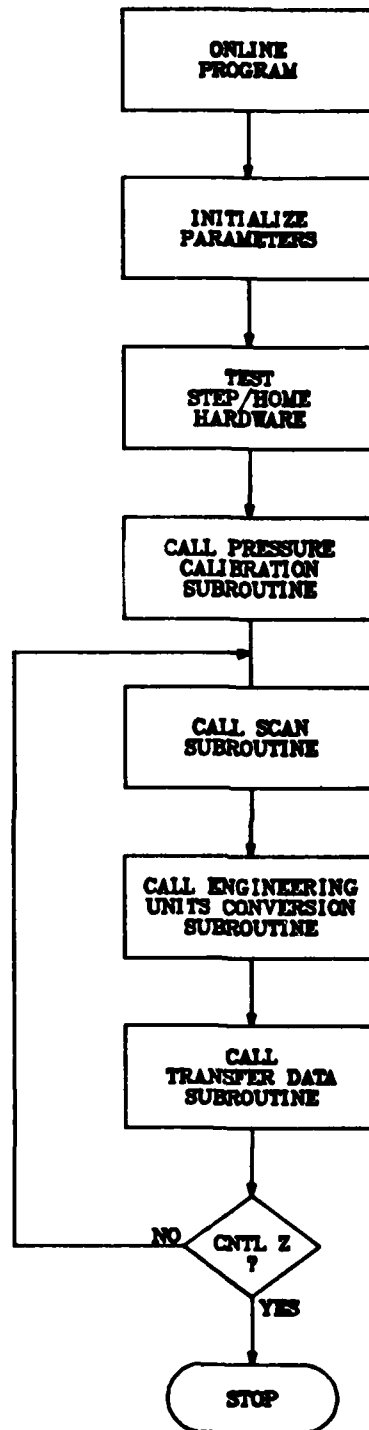 ONLINE
PROGRAM
INITIALIZE
PARAMETERS
TEST
STEP/HOME
HARDWARE
CALL PRESSURE
CALIBRATION
SUBROUTINE
CALL SCAN
SUBROUTINE
CALL ENGINEERING
UNITS CONVERSION
SUBROUTINE
CALL
TRANSFER DATA
SUBROUTINE
NO
CNTL Z
?
YES
STOP